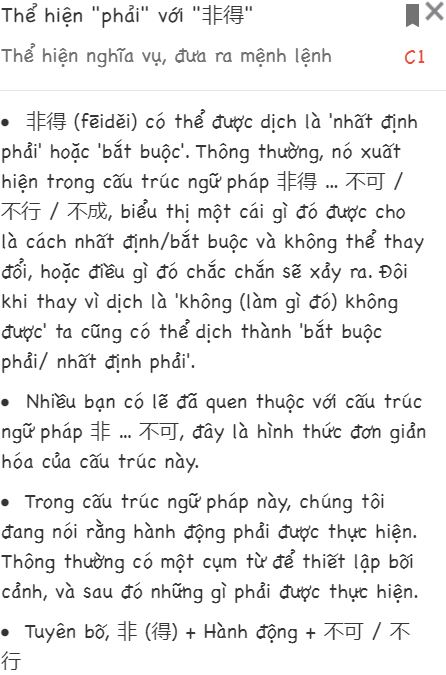 Thể hiện "phải" với "非得"
Thể hiện nghĩa vụ, đưa ra mệnh lệnh C1
• 非得 (fēiděi) có thể được dịch là 'nhất định
phải' hoặc 'bắt buộc'. Thông thường, nó xuất
hiện trong cấu trúc ngữ pháp 非得 ... 不可 /
不行 / 不成, biểu thị một cái gì đó được cho
là cách nhất định/bắt buộc và không thể thay
đổi, hoặc điều gì đó chắc chắn sẽ xảy ra. Đôi
khi thay vì dịch là 'không (làm gì đó) không
được' ta cũng có thể dịch thành 'bắt buộc
phải/ nhất định phải'.
• Nhiều bạn có lẽ đã quen thuộc với cấu trúc
ngữ pháp 非 ... 不可, đây là hình thức đơn giản
hóa của cấu trúc này.
• Trong cấu trúc ngữ pháp này, chúng tôi
đang nói rằng hành động phải được thực hiện.
Thông thường có một cụm từ để thiết lập bối
cảnh, và sau đó những gì phải được thực hiện.
• Tuyên bố, 非 (得) + Hành động + 不可 / 不
行